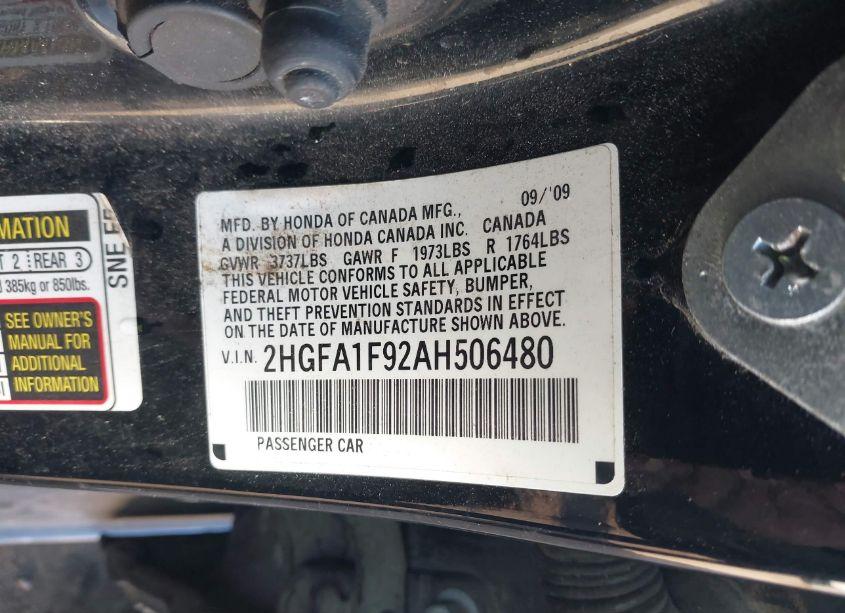 MATION
T 2 REAR 3
385kg or 850lbs.
SEE OWNER'S
MANUAL FOR
ADDITIONAL
INFORMATION
SNE
09/'09
MFD. BY HONDA OF CANADA MFG.,
A DIVISION OF HONDA CANADA INC. CANADA
GVWR 3737LBS GAWR F 1973LBS R 1764LBS
THIS VEHICLE CONFORMS TO ALL APPLICABLE
FEDERAL MOTOR VEHICLE SAFETY, BUMPER,
AND THEFT PREVENTION STANDARDS IN EFFECT
ON THE DATE OF MANUFACTURE SHOWN ABOVE.
V.I.N. 2HGFA1F92AH506480
PASSENGER CAR